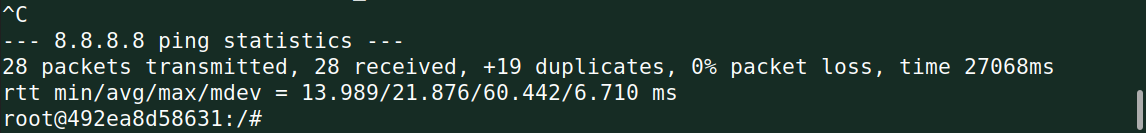 ^C
--- 8.8.8.8 ping statistics ---
28 packets transmitted, 28 received, +19 duplicates, 0% packet loss, time 27068ms
rtt min/avg/max/mdev = 13.989/21.876/60.442/6.710 ms
root@492ea8d58631:/#